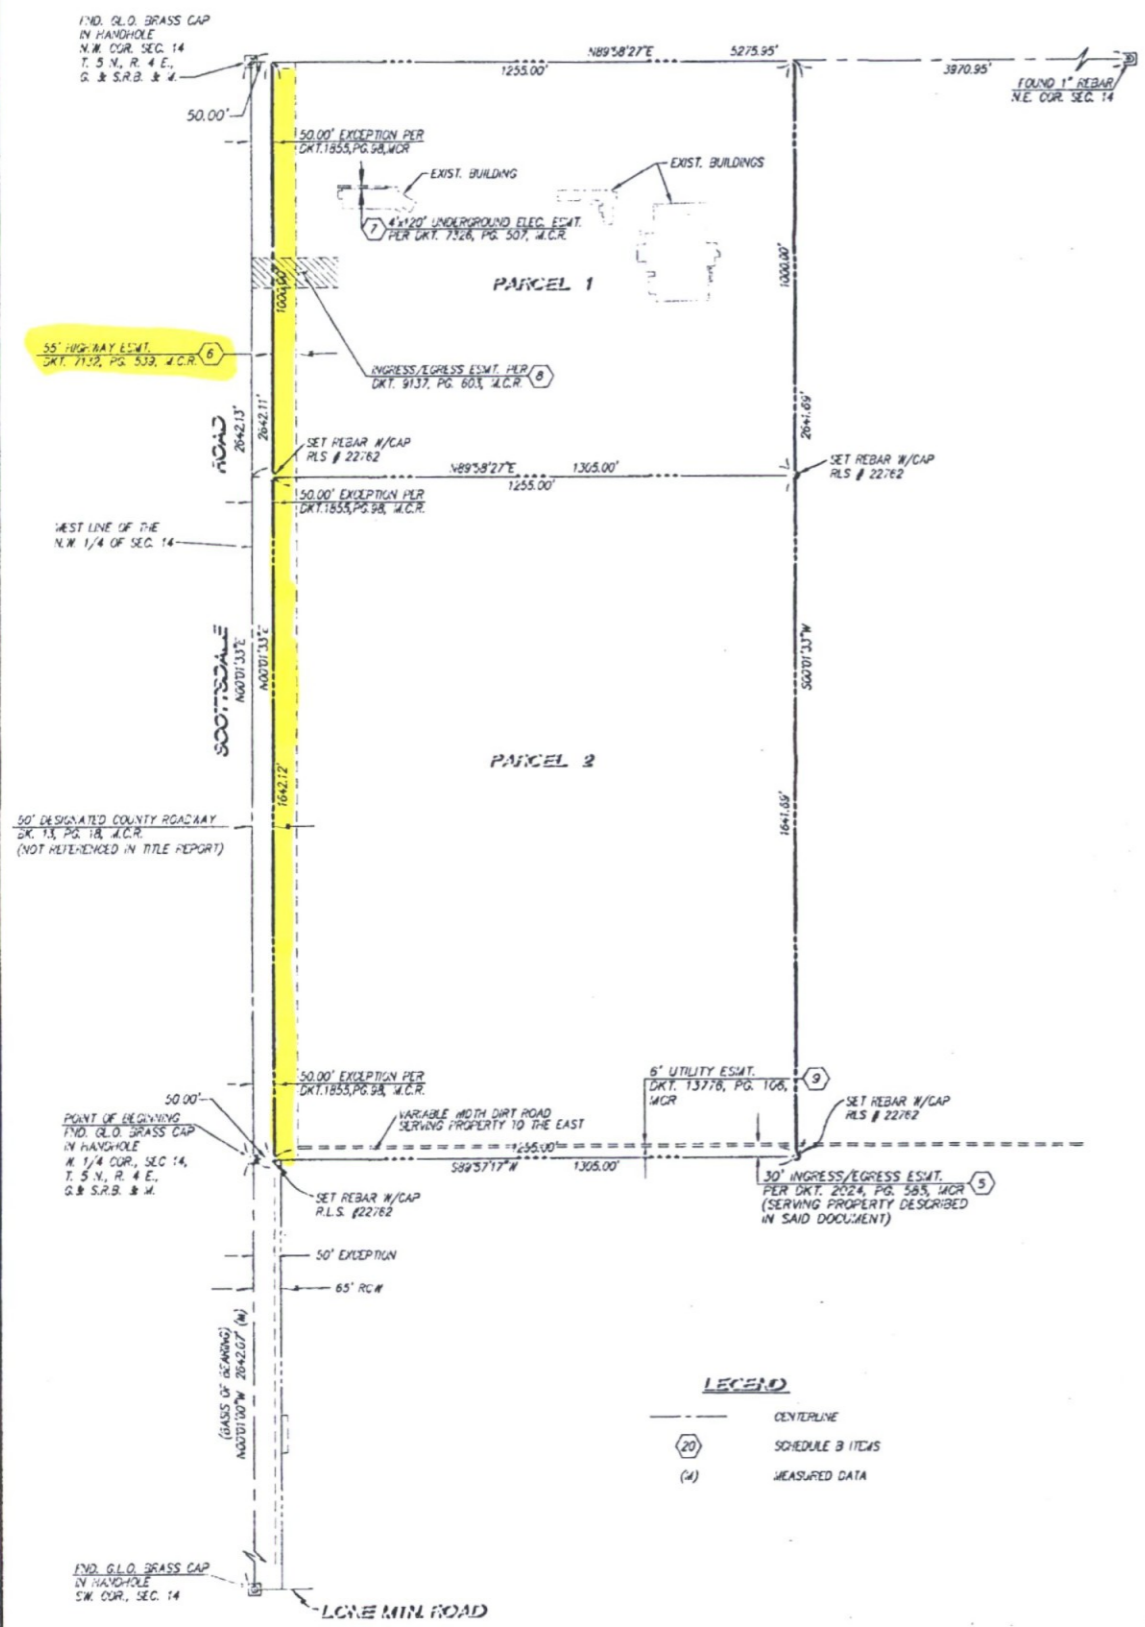 FND. G.L.O. BRASS CAP
IN HANDHOLE
N.W. COR. SEC. 14
T. 5 N., R. 4 E.,
G. & S.R.B. & M.
50.00'
N89°58'27"E 5275.95'
1255.00'
3970.95'
FOUND 1" REBAR
N.E. COR. SEC. 14
50.00' EXCEPTION PER
DKT.1855,PG.98,MCR
EXIST. BUILDING
EXIST. BUILDINGS
7
4'x120' UNDERGROUND ELEC. ESMT.
PER DKT. 7326, PG. 507, M.C.R.
PARCEL 1
1000.00'
1000.00'
55' HIGHWAY ESMT.
DKT. 7132, PG. 539, M.C.R.
6
INGRESS/EGRESS ESMT. PER
DKT. 9137, PG. 603, M.C.R.
8
ROAD
2642.13'
2642.11'
2641.69'
SET REBAR W/CAP
RLS # 22762
N89°58'27"E 1305.00'
1255.00'
SET REBAR W/CAP
RLS # 22762
50.00' EXCEPTION PER
DKT.1855,PG.98, M.C.R.
WEST LINE OF THE
N.W. 1/4 OF SEC. 14
SCOTTSDALE
N00°01'33"E
N00°01'33"E
S00°01'33"W
PARCEL 2
1642.12'
1641.69'
50' DESIGNATED COUNTY ROADWAY
BK. 13, PG. 18, M.C.R.
(NOT REFERENCED IN TITLE REPORT)
50.00' EXCEPTION PER
DKT.1855,PG.98, M.C.R.
6' UTILITY ESMT.
DKT. 13776, PG. 106,
MCR
9
50.00'
POINT OF BEGINNING
FND. G.L.O. BRASS CAP
IN HANDHOLE
W. 1/4 COR., SEC 14,
T. 5 N., R. 4 E.,
G.& S.R.B. & M.
VARIABLE WIDTH DIRT ROAD
SERVING PROPERTY TO THE EAST
SET REBAR W/CAP
RLS # 22762
1255.00'
S89°57'17"W 1305.00'
SET REBAR W/CAP
R.L.S. #22762
30' INGRESS/EGRESS ESMT.
PER DKT. 2024, PG. 585, MCR
(SERVING PROPERTY DESCRIBED
IN SAID DOCUMENT)
5
50' EXCEPTION
65' ROW
(BASIS OF BEARING)
N00°01'00"W 2642.07' (M)
LEGEND
CENTERLINE
20 SCHEDULE B ITEMS
(M) MEASURED DATA
FND. G.L.O. BRASS CAP
IN HANDHOLE
SW. COR., SEC. 14
LONE MTN. ROAD